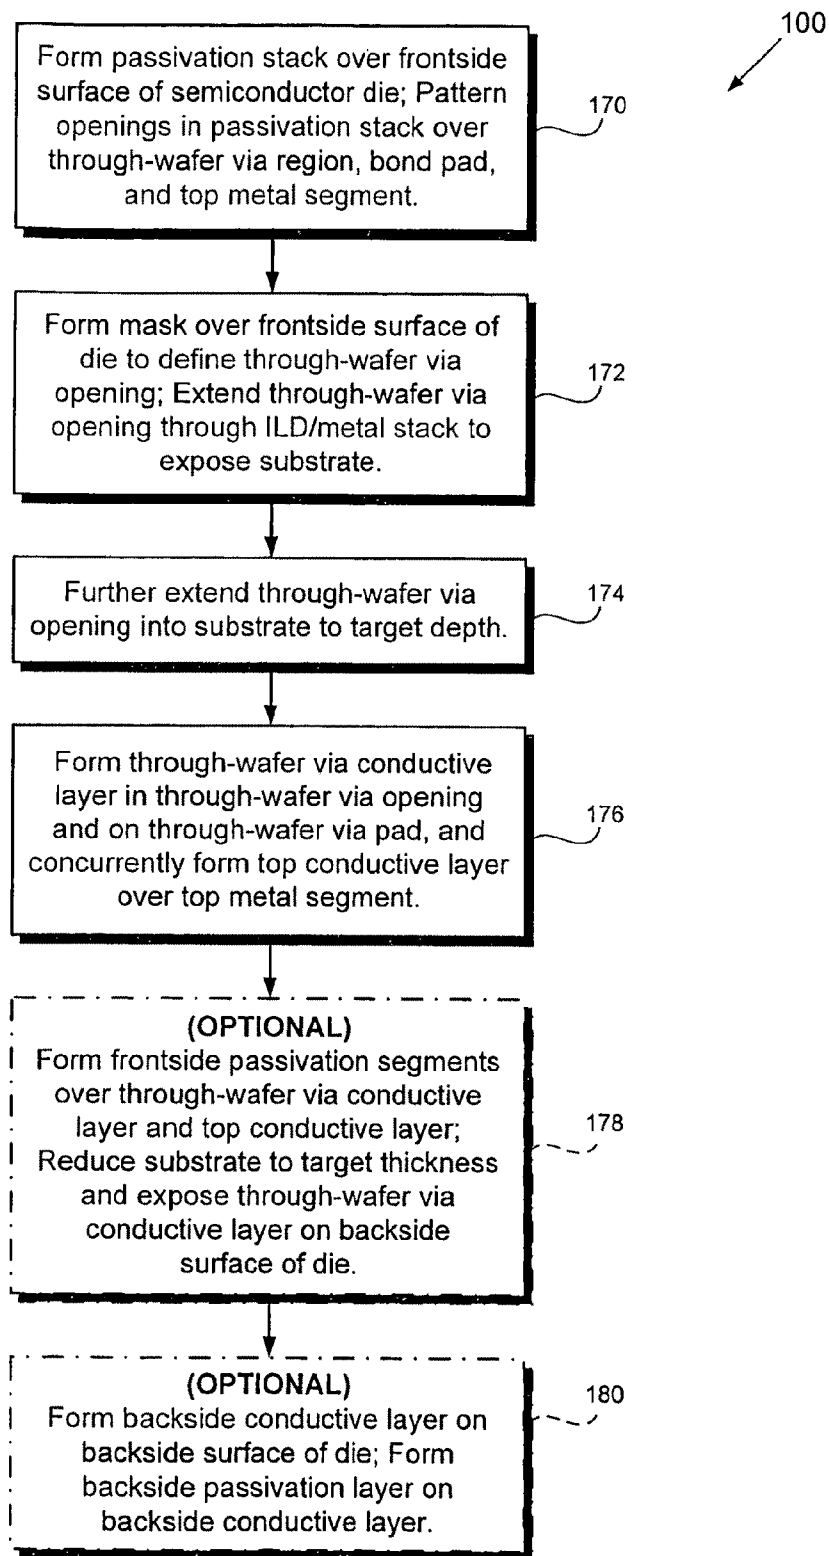 100
Form passivation stack over frontside
surface of semiconductor die; Pattern
openings in passivation stack over
through-wafer via region, bond pad,
and top metal segment.
170
Form mask over frontside surface of
die to define through-wafer via
opening; Extend through-wafer via
opening through ILD/metal stack to
expose substrate.
172
Further extend through-wafer via
opening into substrate to target depth.
174
Form through-wafer via conductive
layer in through-wafer via opening
and on through-wafer via pad, and
concurrently form top conductive layer
over top metal segment.
176
(OPTIONAL)
Form frontside passivation segments
over through-wafer via conductive
layer and top conductive layer;
Reduce substrate to target thickness
and expose through-wafer via
conductive layer on backside
surface of die.
178
(OPTIONAL)
Form backside conductive layer on
backside surface of die; Form
backside passivation layer on
backside conductive layer.
180